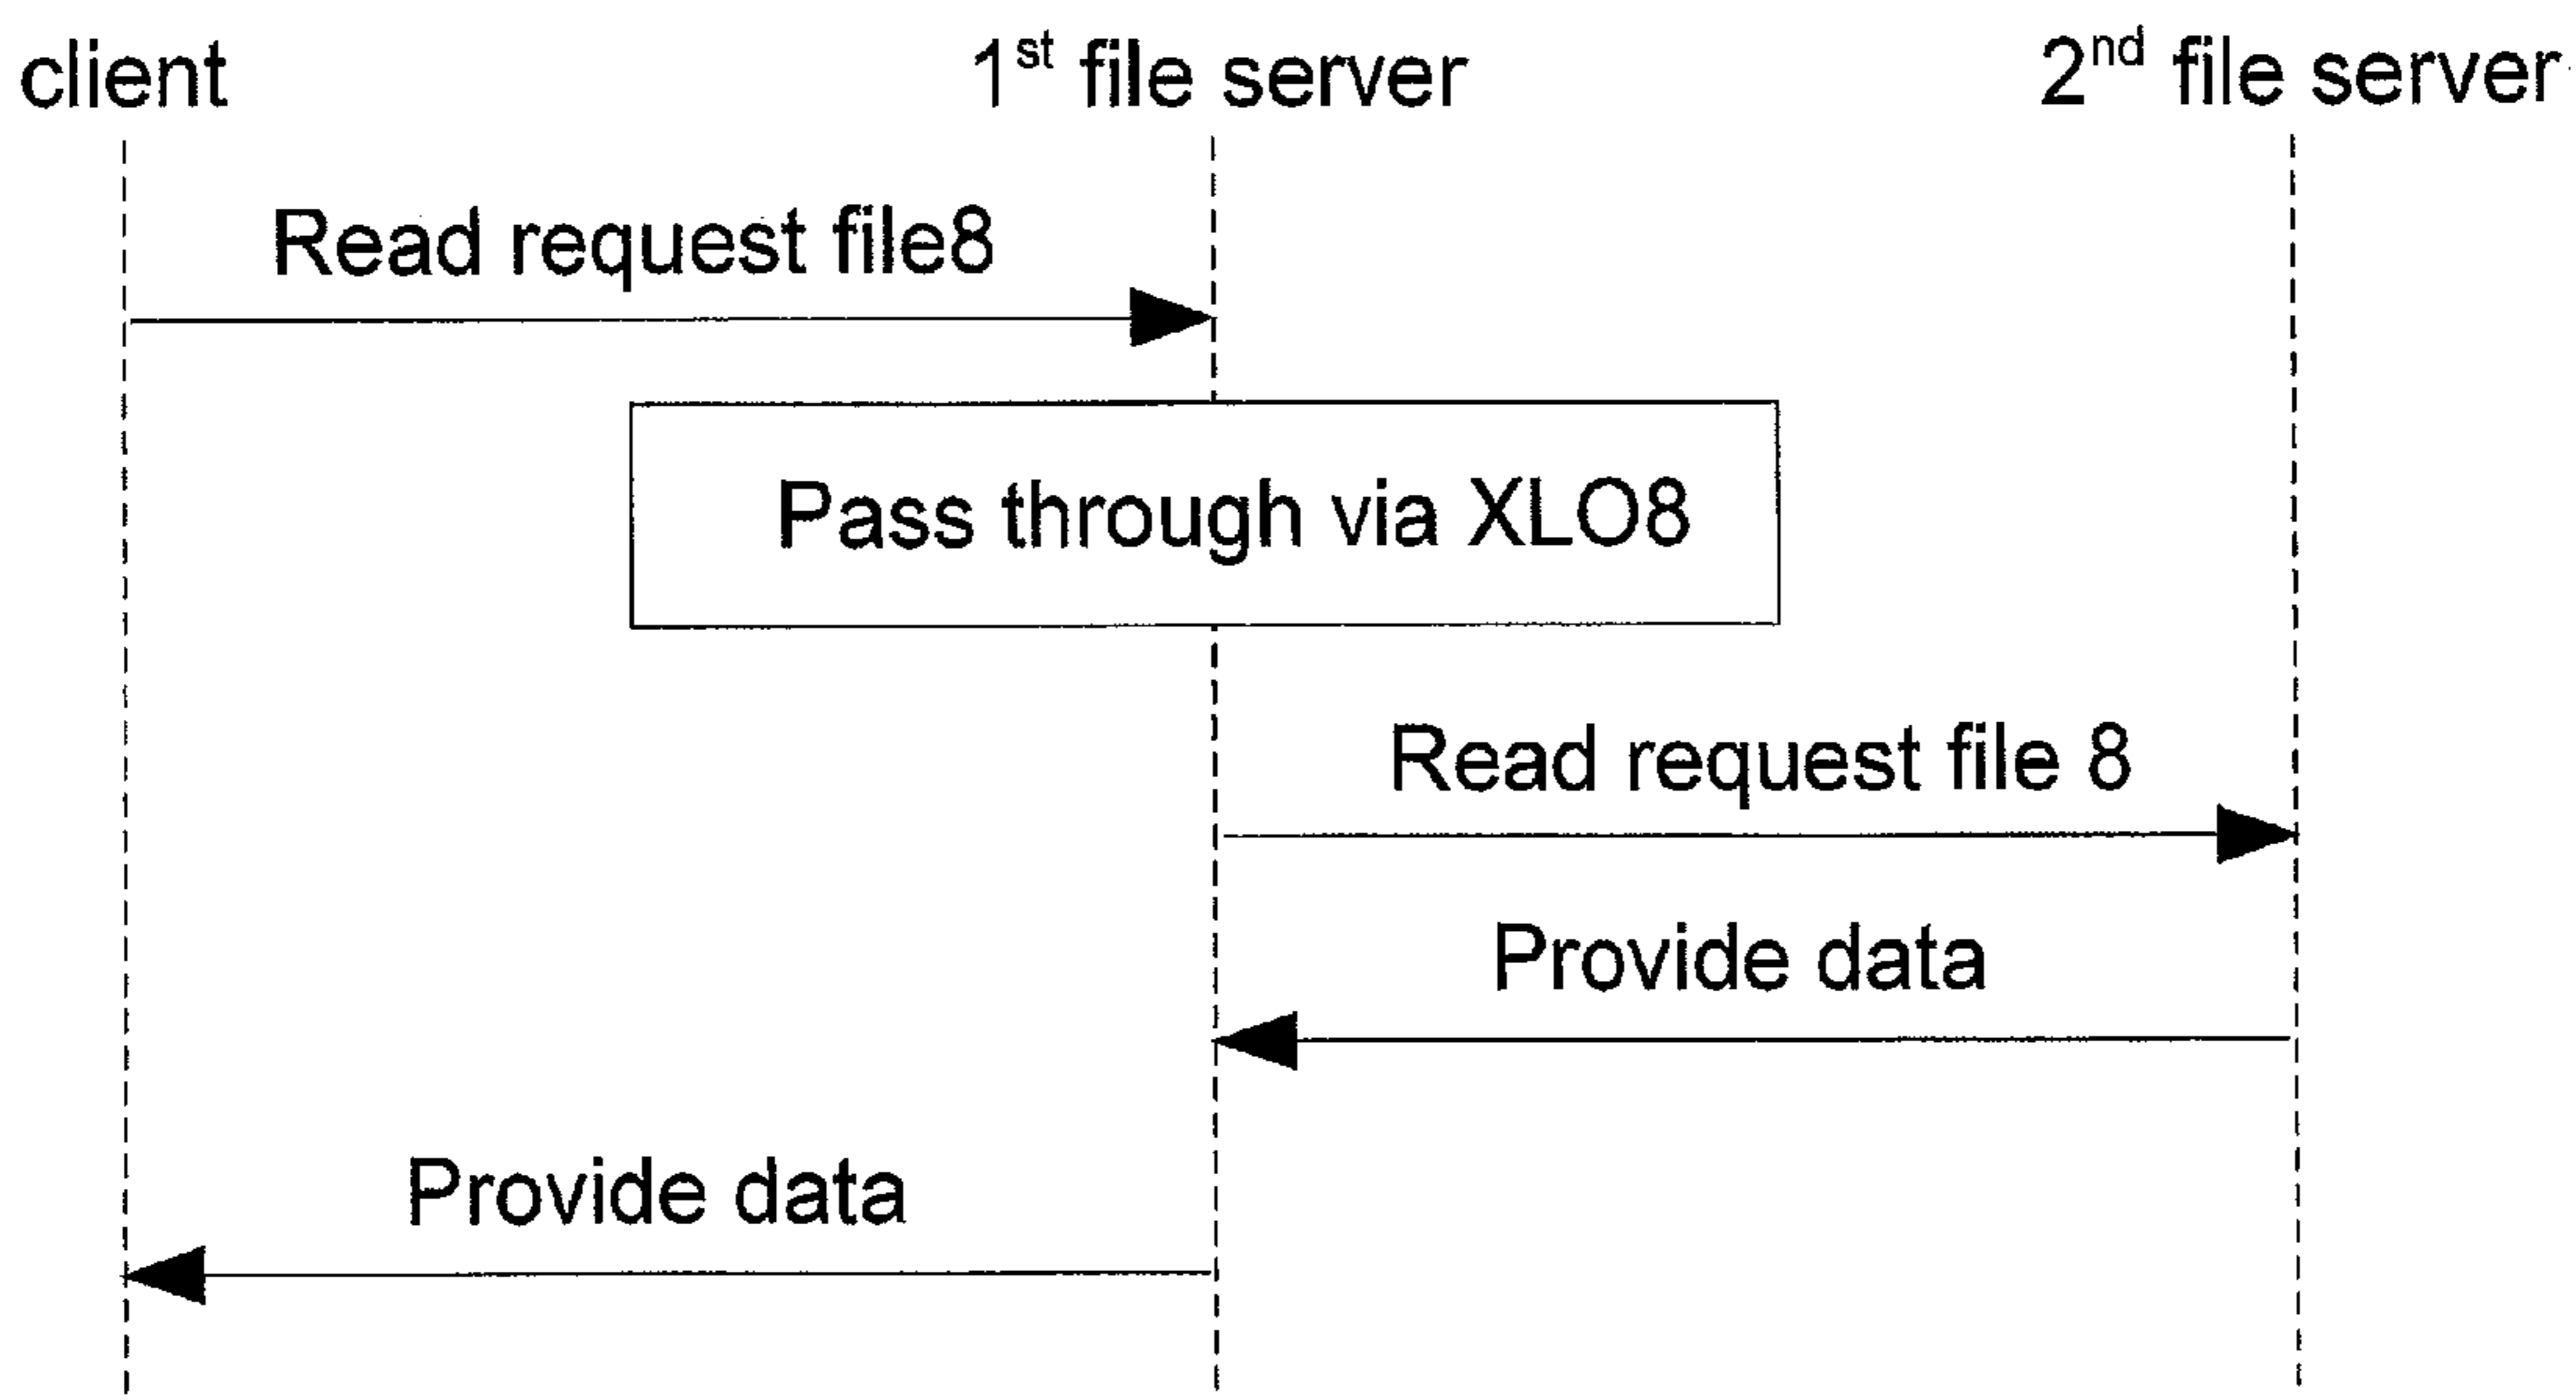 client 1st file server 2nd file server
Read request file8
Pass through via XLO8
Read request file 8
Provide data
Provide data